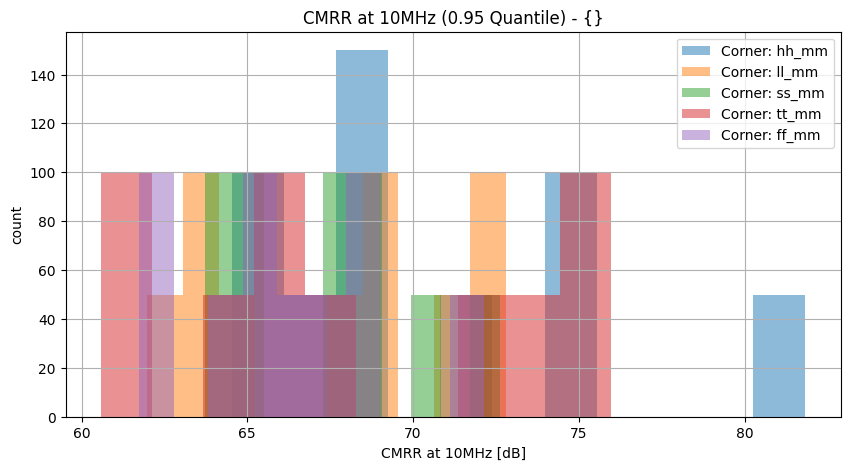 CMRR at 10MHz (0.95 Quantile) - {}
Corner: hh_mm
Corner: ll_mm
Corner: ss_mm
Corner: tt_mm
Corner: ff_mm
140
120
100
80
60
40
20
0
count
60 65 70 75 80
CMRR at 10MHz [dB]